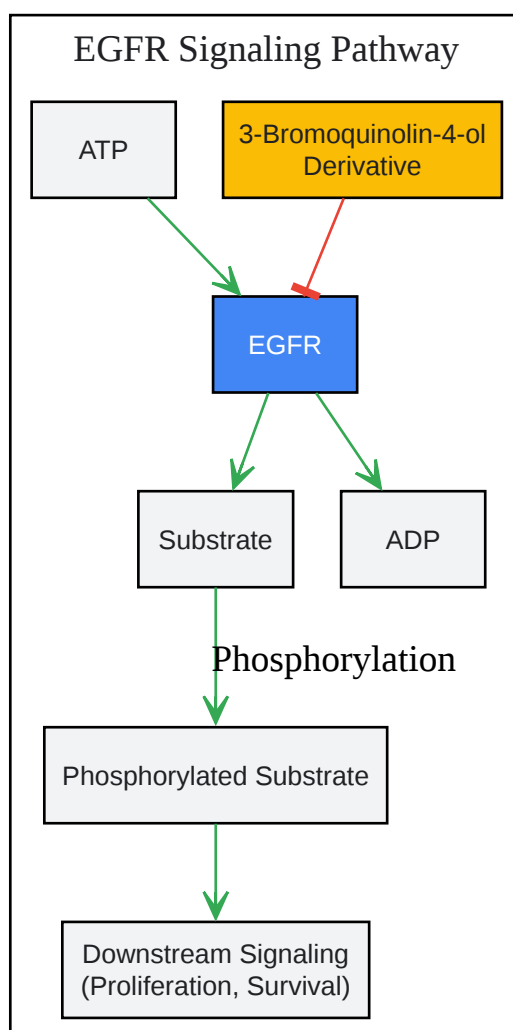 EGFR Signaling Pathway
ATP
3-Bromoquinolin-4-ol
Derivative
EGFR
Substrate
ADP
Phosphorylation
Phosphorylated Substrate
Downstream Signaling
(Proliferation, Survival)